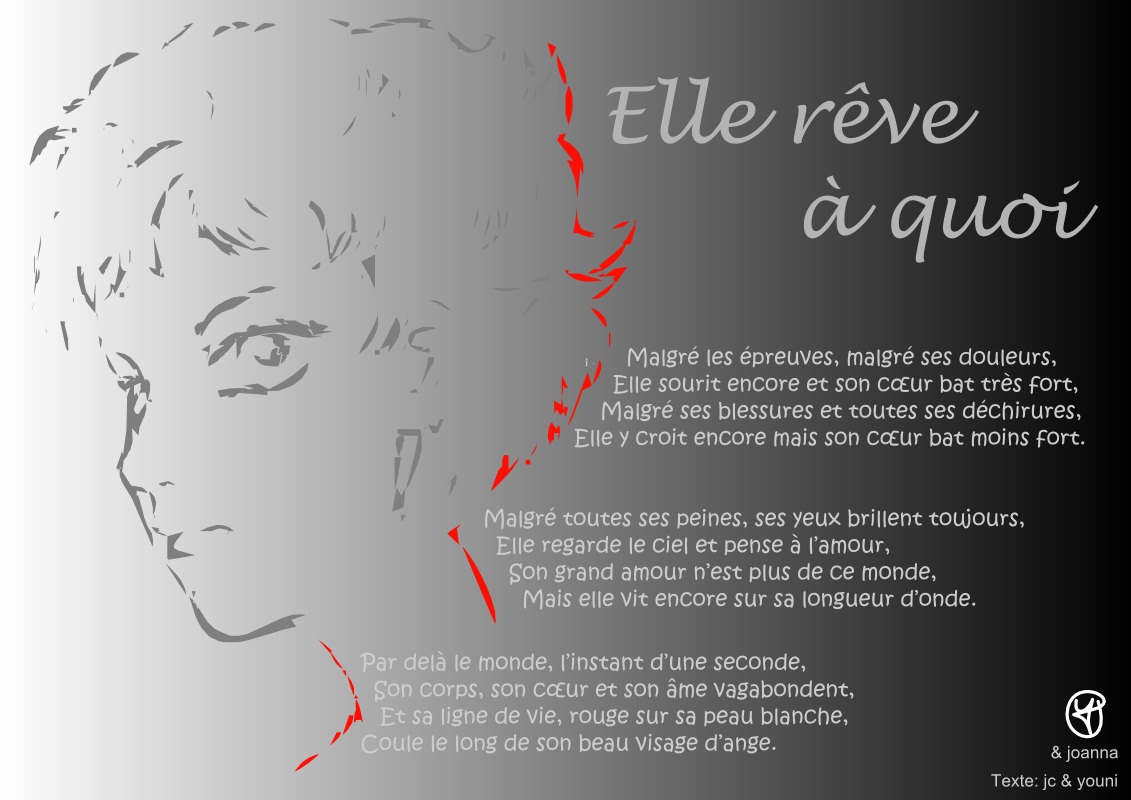 Elle rêve
à quoi
Malgré les épreuves, malgré ses douleurs,
Elle sourit encore et son cœur bat très fort,
Malgré ses blessures et toutes ses déchirures,
Elle y croit encore mais son cœur bat moins fort.
Malgré toutes ses peines, ses yeux brillent toujours,
Elle regarde le ciel et pense à l’amour,
Son grand amour n’est plus de ce monde,
Mais elle vit encore sur sa longueur d’onde.
Par delà le monde, l’instant d’une seconde,
Son corps, son cœur et son âme vagabondent,
Et sa ligne de vie, rouge sur sa peau blanche,
Coule le long de son beau visage d’ange.
& joanna
Texte: jc & youni